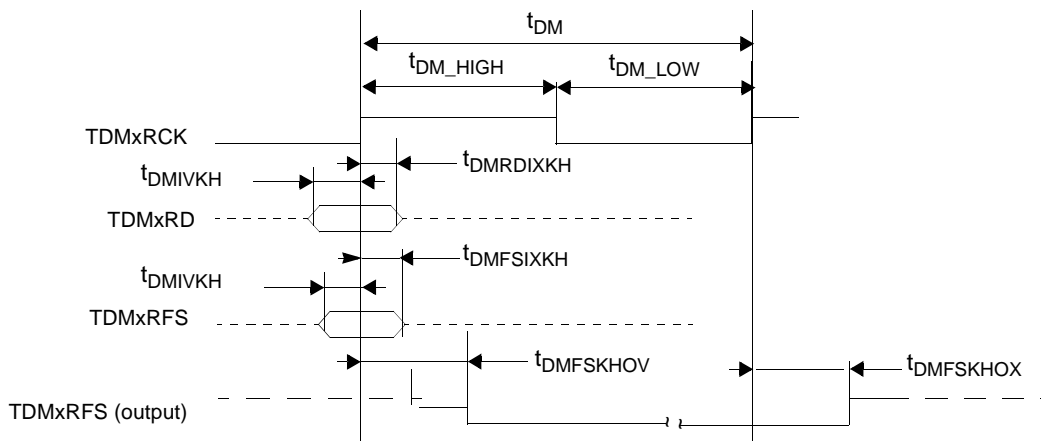 tDM
tDM_HIGH
tDM_LOW
TDMxRCK
tDMRDIXKH
tDMIVKH
TDMxRD
tDMFSIXKH
tDMIVKH
TDMxRFS
tDMFSKHOV
tDMFSKHOX
TDMxRFS (output)